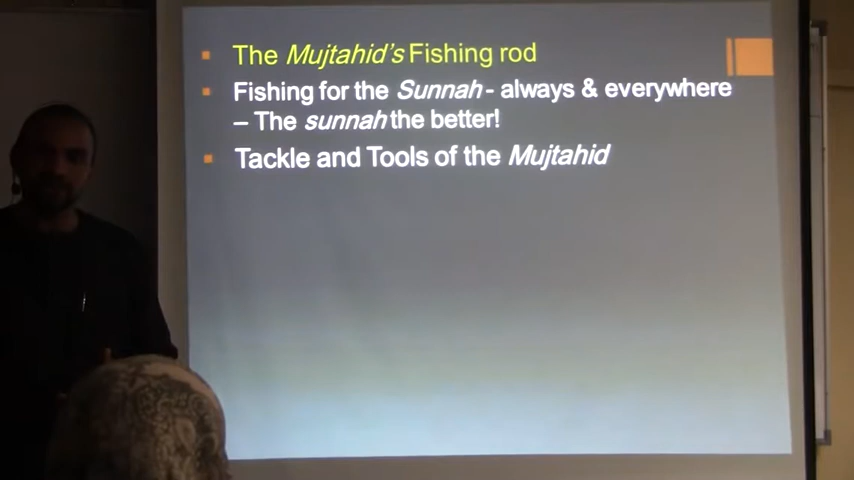 The Mujtahid's Fishing rod
Fishing for the Sunnah - always & everywhere
– The sunnah the better!
Tackle and Tools of the Mujtahid